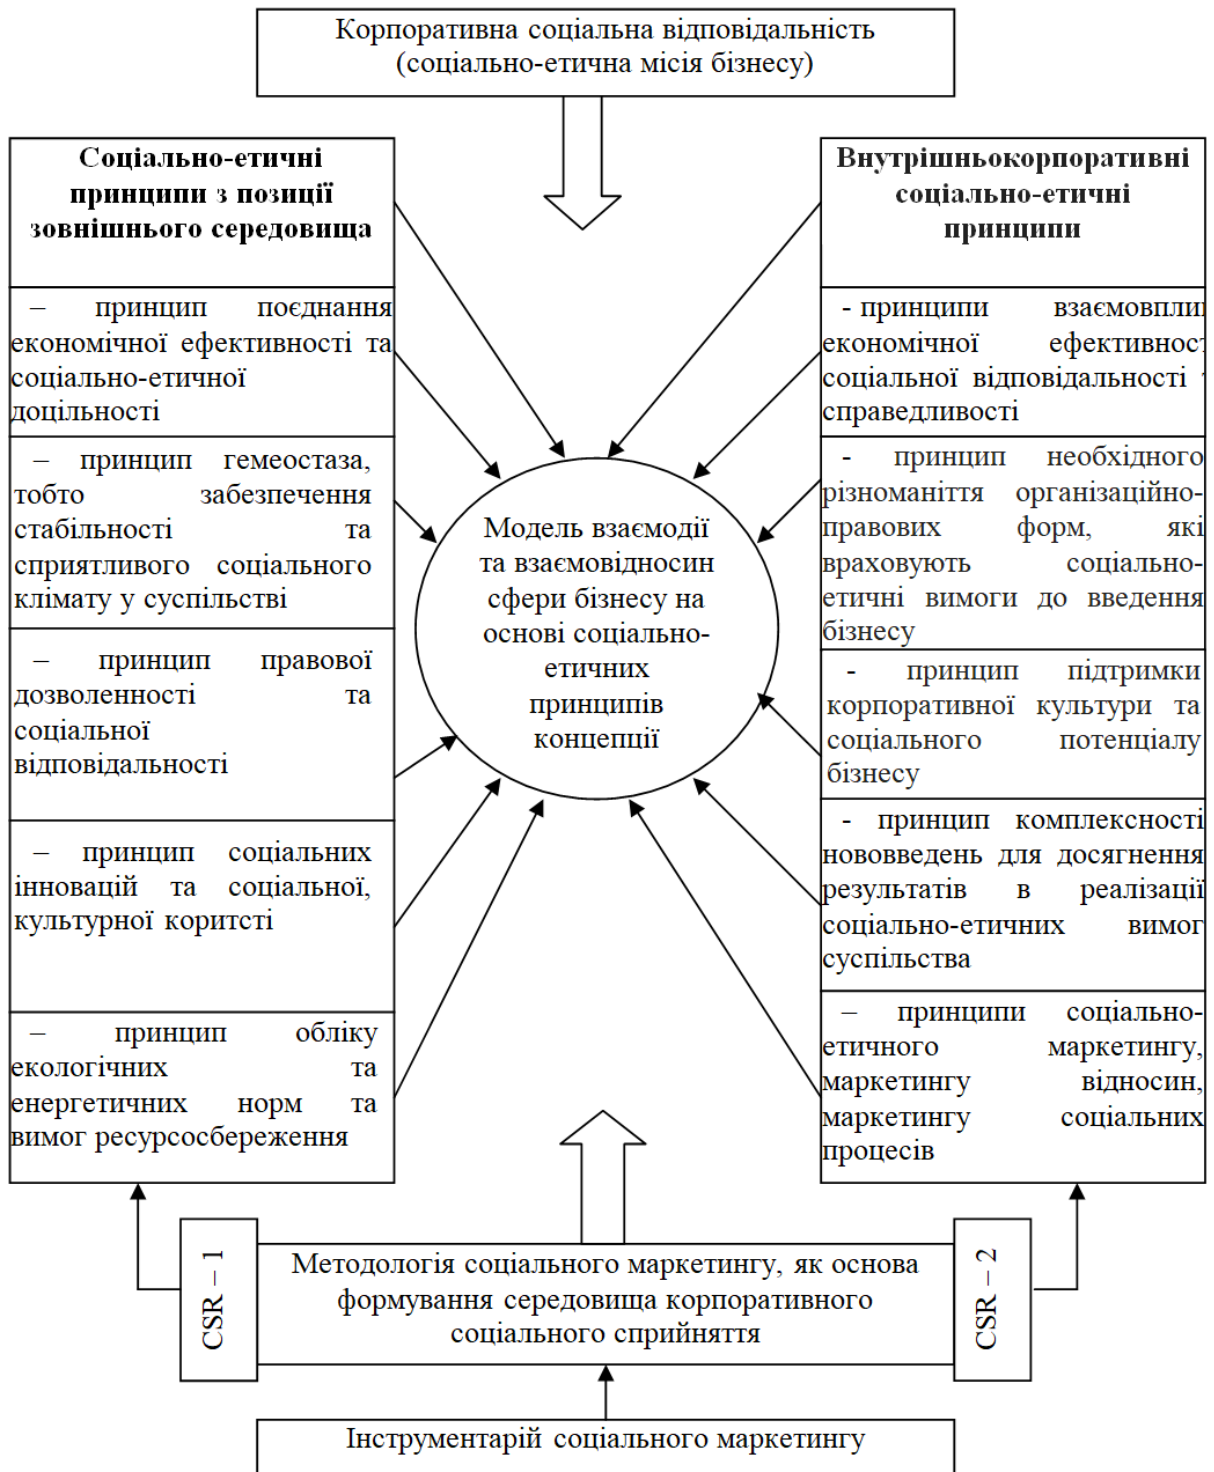 Корпоративна соціальна відповідальність
(соціально-етична місія бізнесу)
Соціально-етичні
принципи з позиції
зовнішнього середовища
– принцип поєднання
економічної ефективності та
соціально-етичної
доцільності
– принцип гемеостаза,
тобто забезпечення
стабільності та
сприятливого соціального
клімату у суспільстві
– принцип правової
дозволенності та
соціальної
відповідальності
– принцип соціальних
інновацій та соціальної,
культурної коритсті
– принцип обліку
екологічних та
енергетичних норм та
вимог ресурсосбереження
Модель взаємодії
та взаємовідносин
сфери бізнесу на
основі соціально-
етичних
принципів
концепції
Внутрішньокорпоративні
соціально-етичні
принципи
- принципи
економічної
соціальної відповідальності
справедливості
- принцип необхідного
різноманіття організаційно-
правових форм, які
враховують соціально-
етичні вимоги до введення
бізнесу
- принцип підтримки
корпоративної культури та
соціального потенціалу
бізнесу
- принцип комплексності
нововведень для досягнення
результатів в реалізації
соціально-етичних вимог
суспільства
– принципи соціально-
етичного маркетингу,
маркетингу відносин,
маркетингу соціальних
процесів
CSR – 1
Методологія соціального маркетингу, як основа
формування середовища корпоративного
соціального сприйняття
CSR – 2
Інструментарій соціального маркетингу